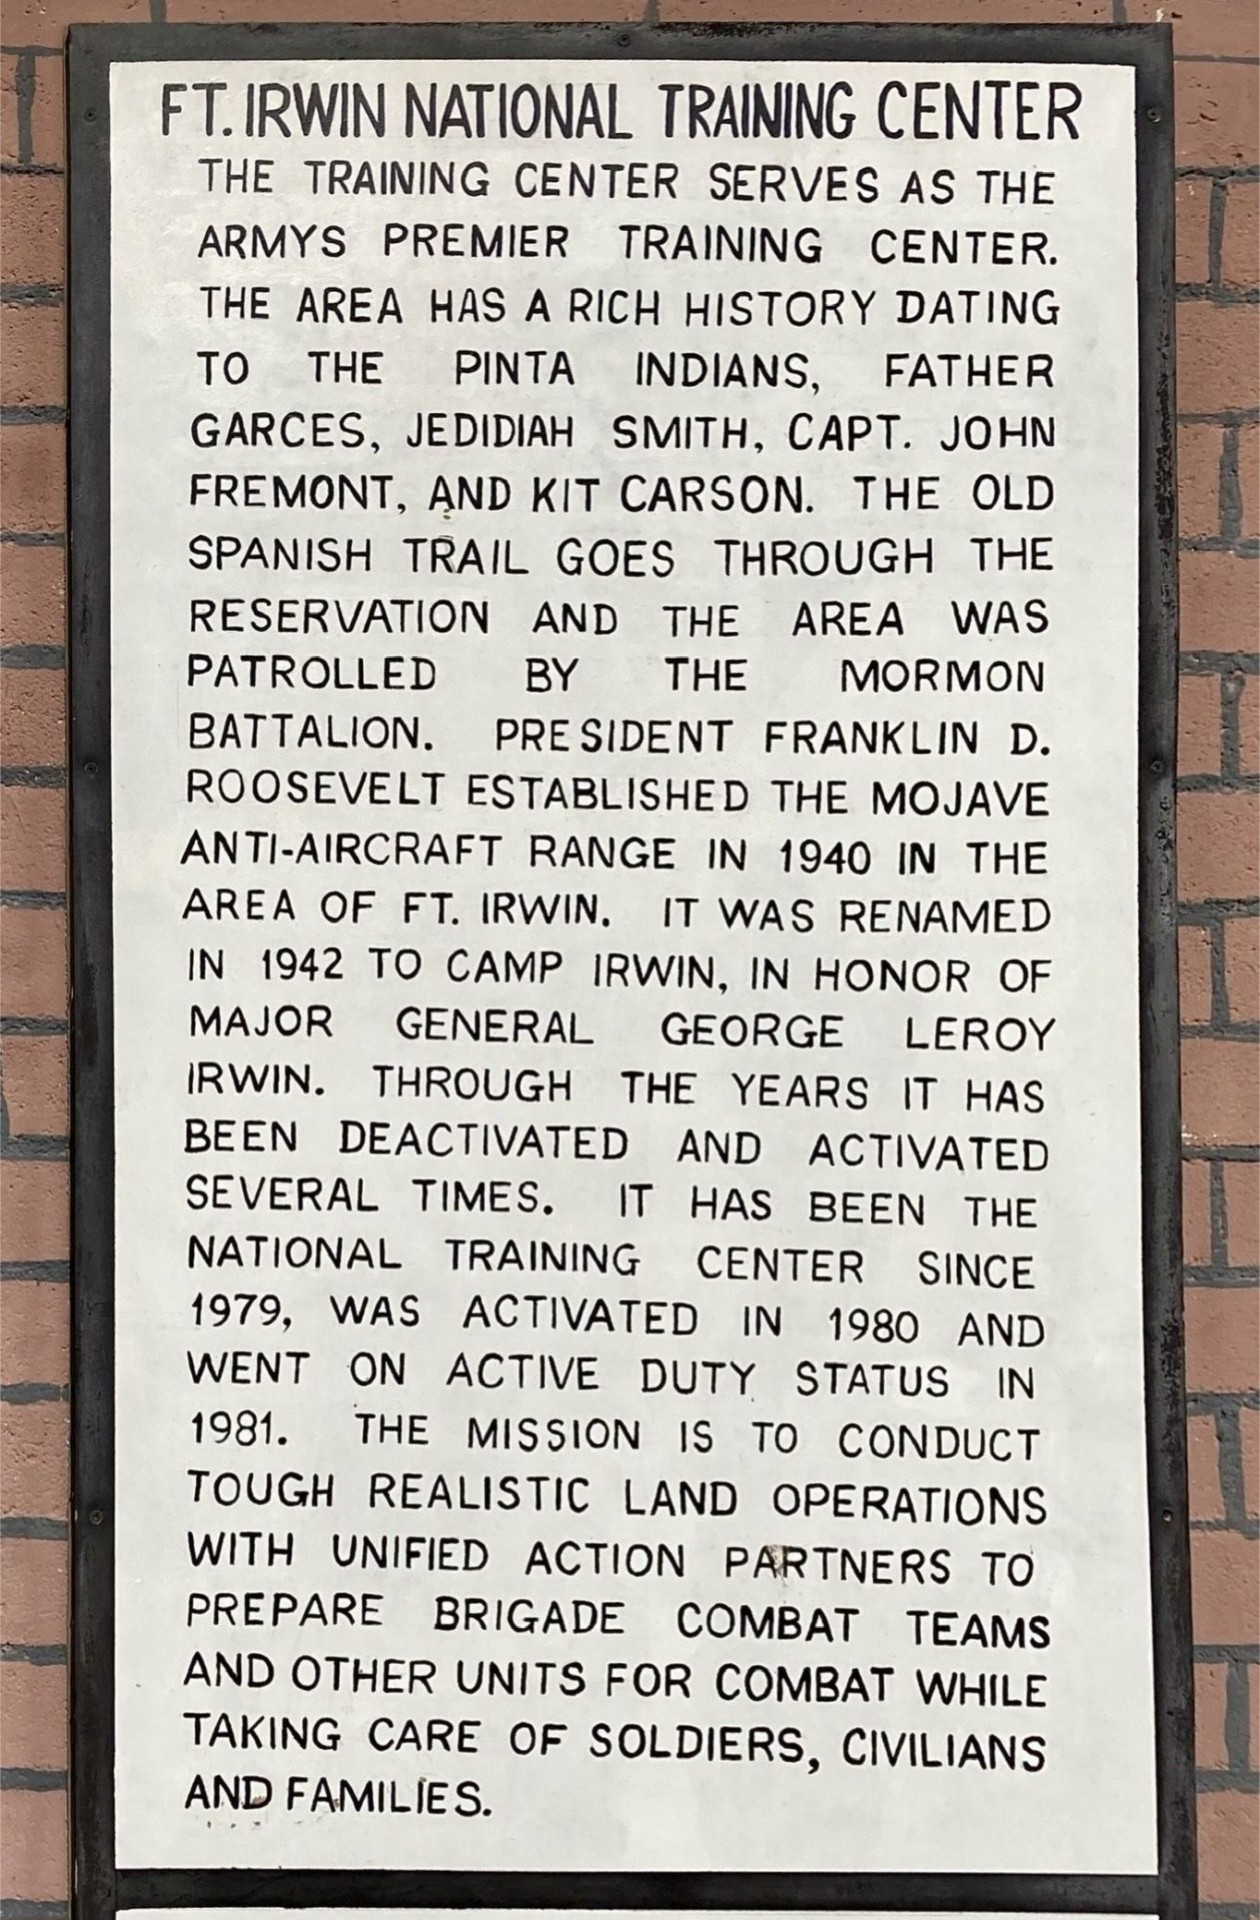 FT. IRWIN NATIONAL TRAINING CENTER
THE TRAINING CENTER SERVES AS THE
ARMYS PREMIER TRAINING CENTER.
THE AREA HAS A RICH HISTORY DATING
TO THE PINTA INDIANS, FATHER
GARCES, JEDIDIAH SMITH, CAPT. JOHN
FREMONT, AND KIT CARSON. THE OLD
SPANISH TRAIL GOES THROUGH THE
RESERVATION AND THE AREA WAS
PATROLLED BY THE MORMON
BATTALION. PRESIDENT FRANKLIN D.
ROOSEVELT ESTABLISHED THE MOJAVE
ANTI-AIRCRAFT RANGE IN 1940 IN THE
AREA OF FT. IRWIN. IT WAS RENAMED
IN 1942 TO CAMP IRWIN, IN HONOR OF
MAJOR GENERAL GEORGE LEROY
IRWIN. THROUGH THE YEARS IT HAS
BEEN DEACTIVATED AND ACTIVATED
SEVERAL TIMES. IT HAS BEEN THE
NATIONAL TRAINING CENTER SINCE
1979, WAS ACTIVATED IN 1980 AND
WENT ON ACTIVE DUTY STATUS IN
1981. THE MISSION IS TO CONDUCT
TOUGH REALISTIC LAND OPERATIONS
WITH UNIFIED ACTION PARTNERS TO
PREPARE BRIGADE COMBAT TEAMS
AND OTHER UNITS FOR COMBAT WHILE
TAKING CARE OF SOLDIERS, CIVILIANS
AND FAMILIES.